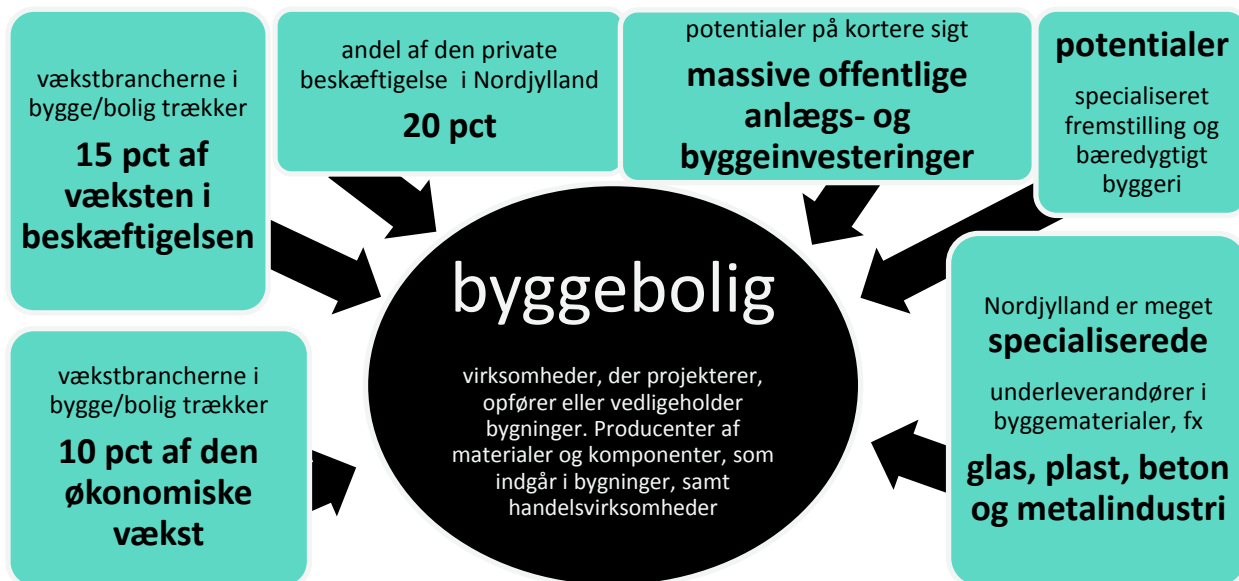 vækstbrancherne i
bygge/bolig trækker
15 pct af
væksten i
beskæftigelsen
andel af den private
beskæftigelse i Nordjylland
20 pct
potentialer på kortere sigt
massive offentlige
anlægs- og
byggeinvesteringer
potentialer
specialiseret
fremstilling og
bæredygtigt
byggeri
byggebolig
virksomheder, der projekterer,
opfører eller vedligeholder
bygninger. Producenter af
materialer og komponenter, som
indgår i bygninger, samt
handelsvirksomheder
vækstbrancherne i
bygge/bolig trækker
10 pct af den
økonomiske
vækst
Nordjylland er meget
specialiserede
underleverandører i
byggematerialer, fx
glas, plast, beton
og metalindustri